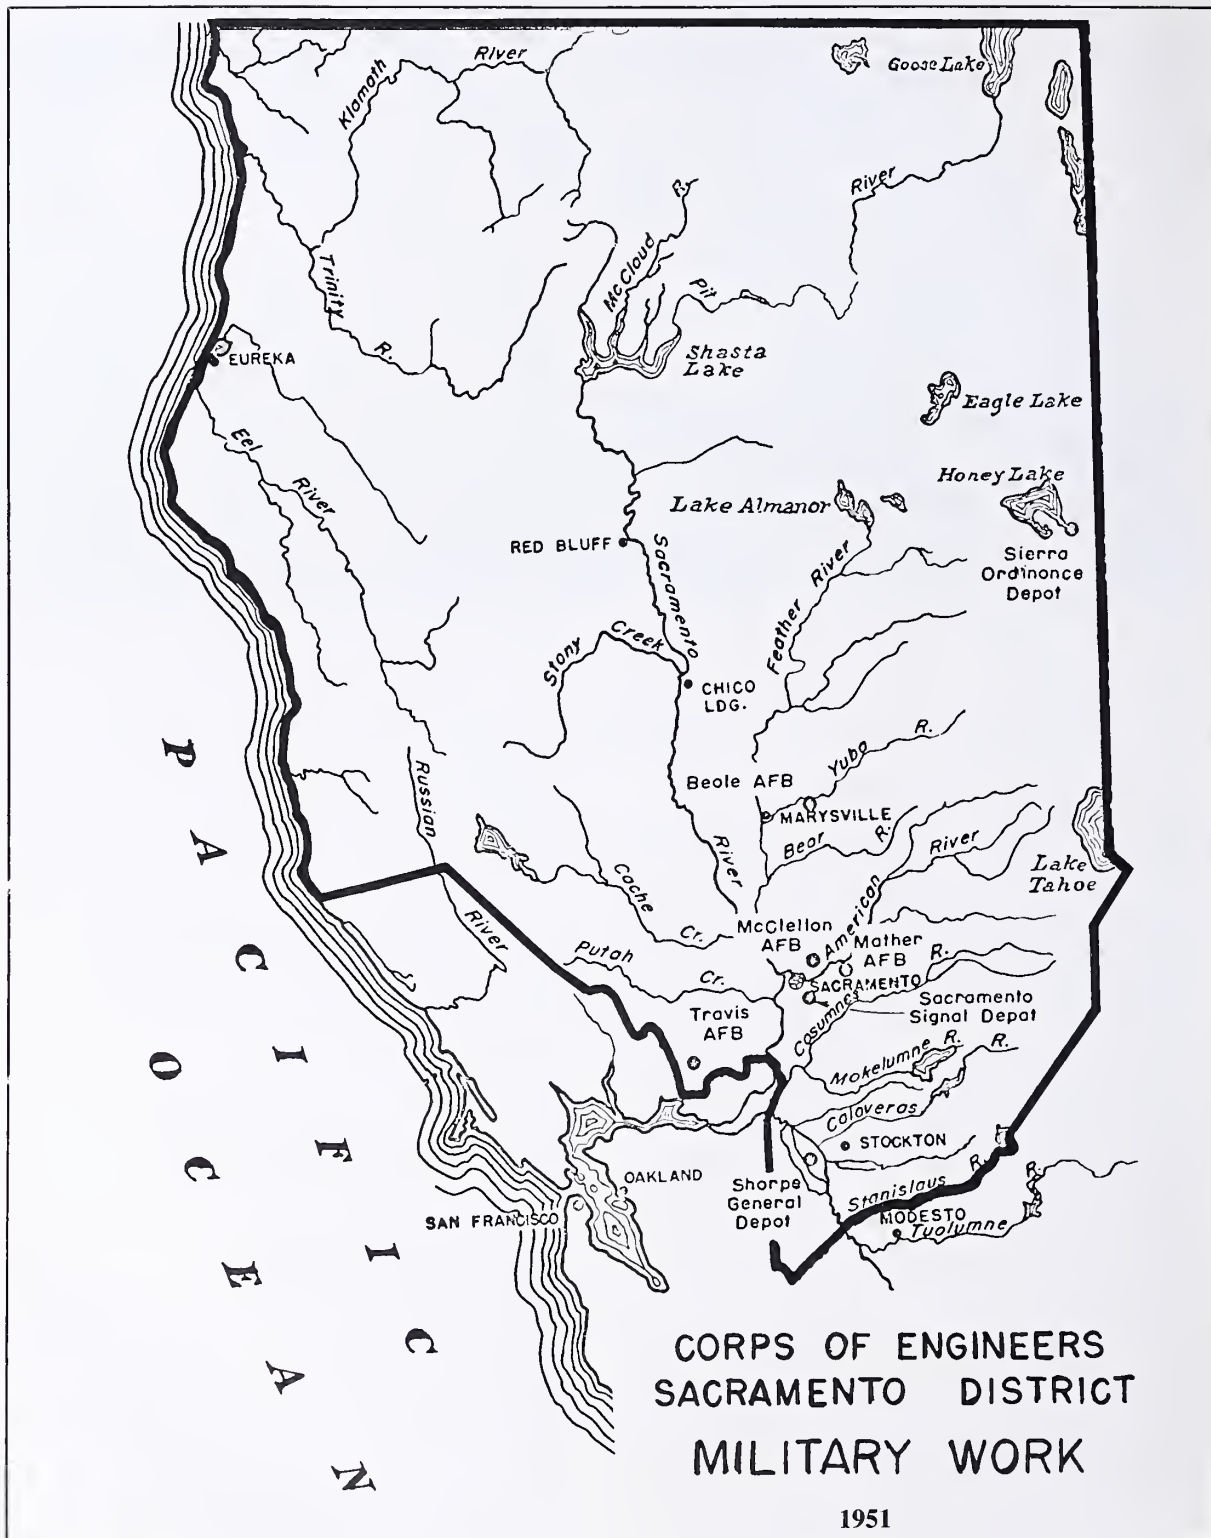 Klamath River
Goose Lake
River
McCloud R.
Pit
Trinity R.
Shasta
Lake
EUREKA
Eagle Lake
Eel River
Honey Lake
Lake Almanor
RED BLUFF
Sacramento
Sierra
Ordinonce
Depot
Feather River
Stony Creek
CHICO
LDG.
Yuba R.
Beole AFB
MARYSVILLE
Bear R.
Russian
River
River
American River
Lake
Tahoe
Cache Cr.
McClellon
AFB
Mather
AFB
Putah Cr.
SACRAMENTO
R.
Cosumnes
Sacramento
Signal Depot
Travis
AFB
Mokelumne R.
R.
Calaveras
STOCKTON
OAKLAND
Shorpe
General
Depot
Stanislaus R.
R.
MODESTO
Tuolumne
SAN FRANCISCO
PACIFIC
OCEAN
CORPS OF ENGINEERS
SACRAMENTO DISTRICT
MILITARY WORK
1951